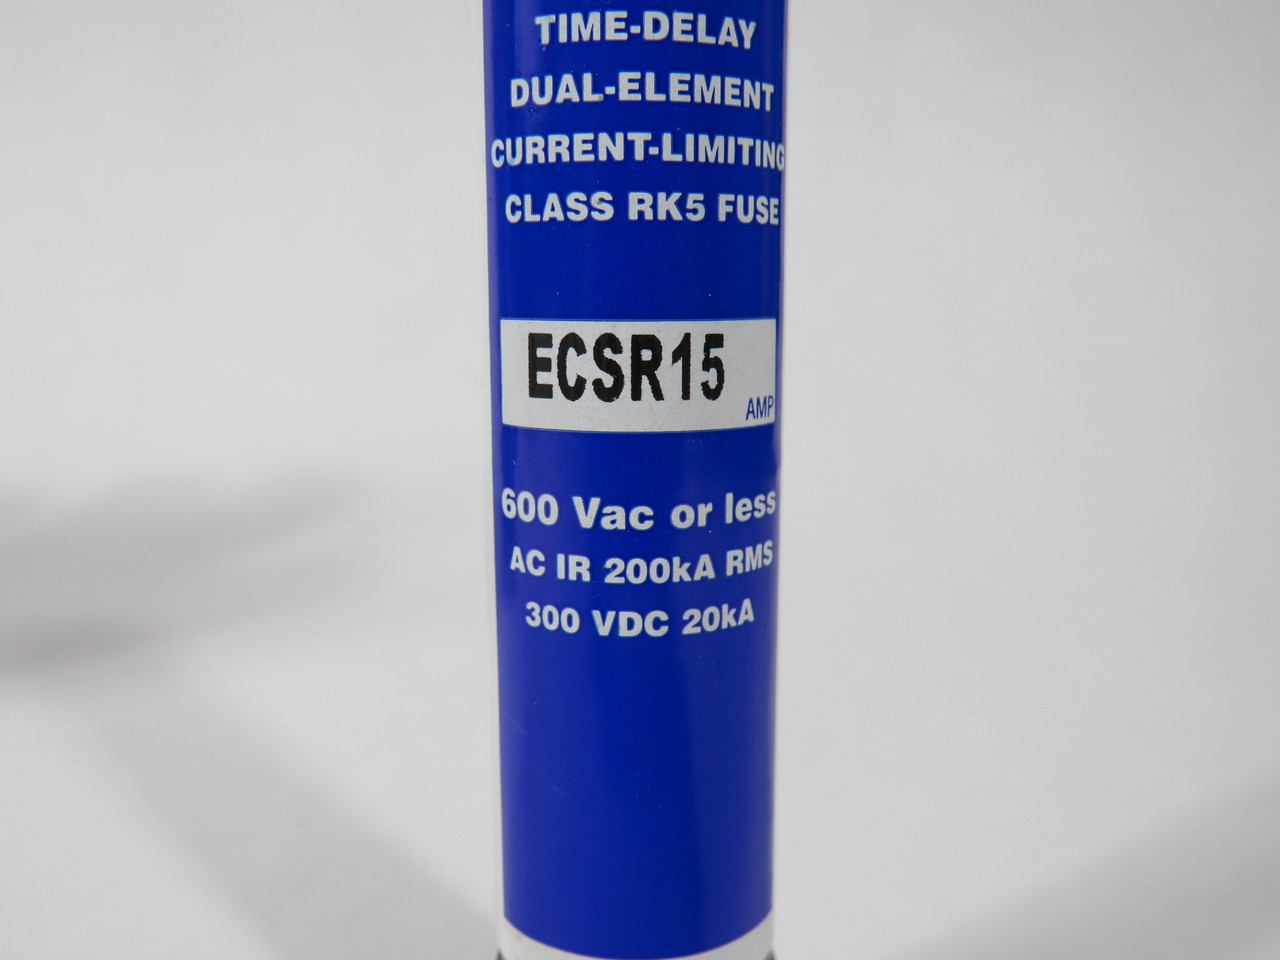 TIME-DELAY
DUAL-ELEMENT
CURRENT-LIMITING
CLASS RK5 FUSE
ECSR15
AMP
600 Vac or less
AC IR 200kA RMS
300 VDC 20kA